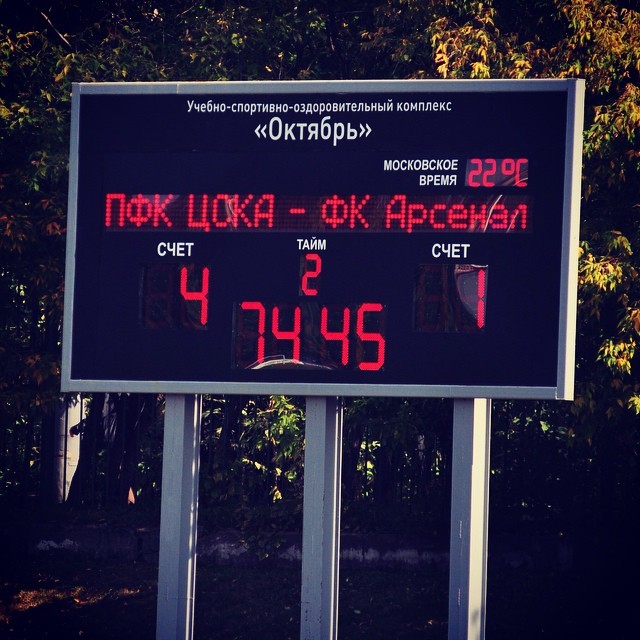 Учебно-спортивно-оздоровительный комплекс
«Октябрь»
МОСКОВСКОЕ
ВРЕМЯ
22°C
ПФК ЦСКА - ФК Арсенал
СЧЕТ ТАЙМ СЧЕТ
4 2 1
74 45